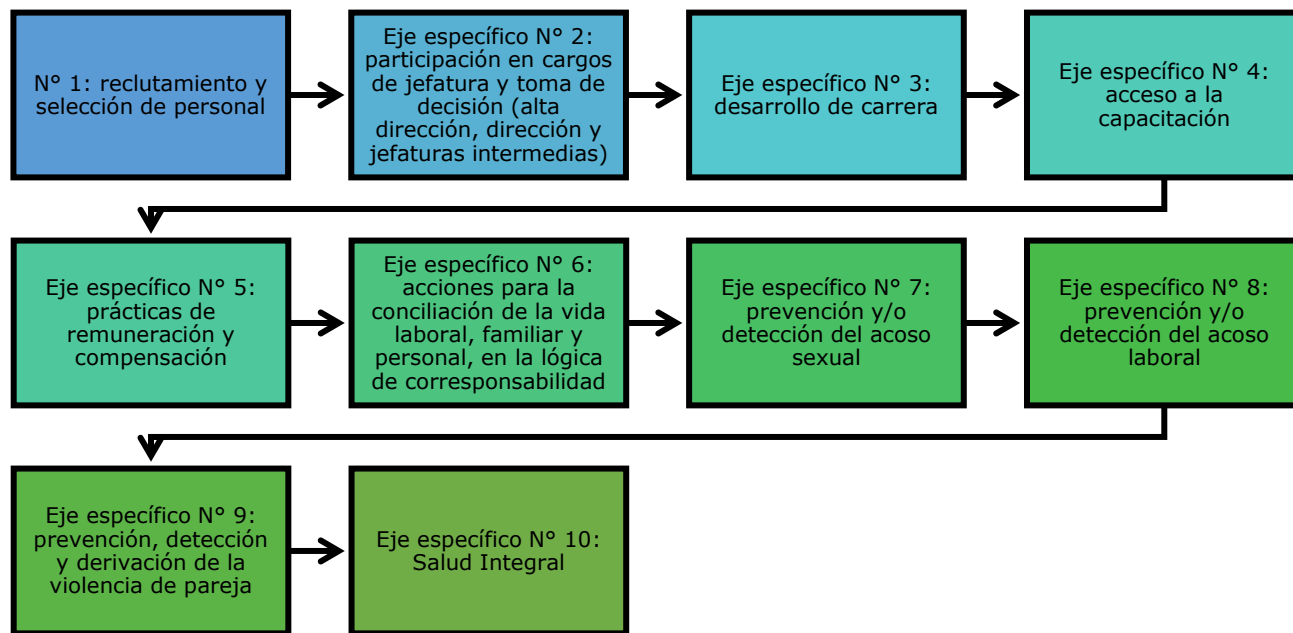 N° 1: reclutamiento y
selección de personal
Eje específico N° 2:
participación en cargos
de jefatura y toma de
decisión (alta
dirección, dirección y
jefaturas intermedias)
Eje específico N° 3:
desarrollo de carrera
Eje específico N° 4:
acceso a la
capacitación
Eje específico N° 5:
prácticas de
remuneración y
compensación
Eje específico N° 6:
acciones para la
conciliación de la vida
laboral, familiar y
personal, en la lógica
de corresponsabilidad
Eje específico N° 7:
prevención y/o
detección del acoso
sexual
Eje específico N° 8:
prevención y/o
detección del acoso
laboral
Eje específico N° 9:
prevención, detección
y derivación de la
violencia de pareja
Eje específico N° 10:
Salud Integral